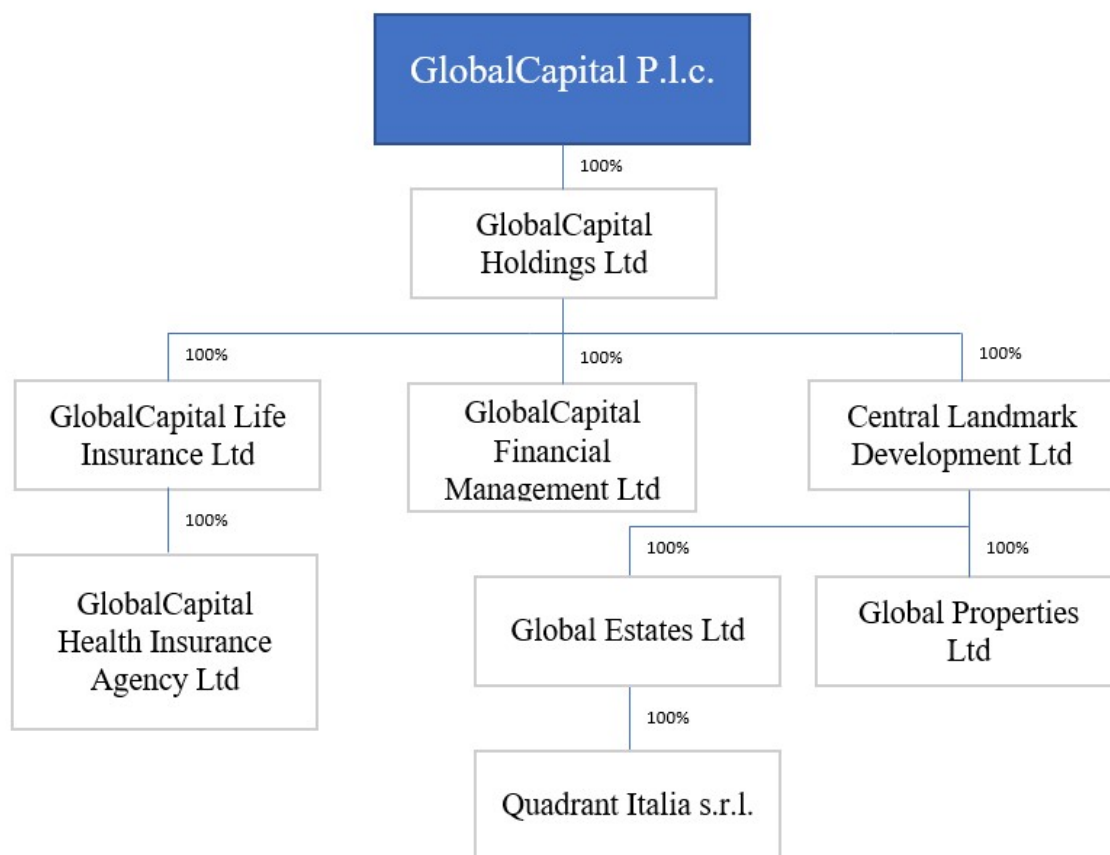 GlobalCapital P.l.c.
100%
GlobalCapital
Holdings Ltd
100%
100%
100%
GlobalCapital Life
Insurance Ltd
GlobalCapital
Financial
Management Ltd
Central Landmark
Development Ltd
100%
100%
100%
GlobalCapital
Health Insurance
Agency Ltd
Global Estates Ltd
Global Properties
Ltd
100%
Quadrant Italia s.r.l.